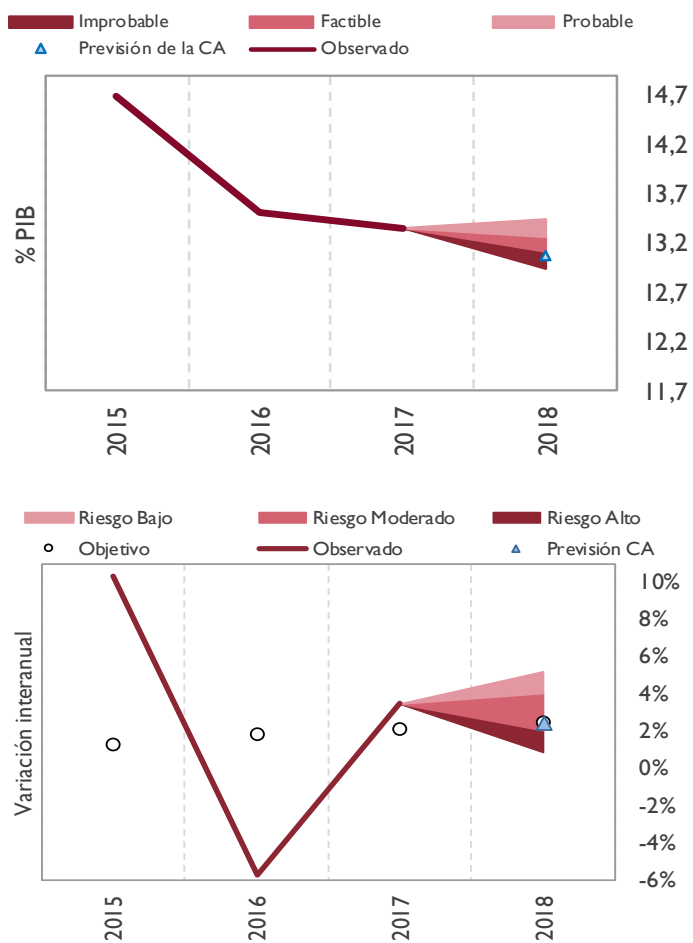 Improbable Factible Probable
Previsión de la CA Observado
% PIB
14,7
14,2
13,7
13,2
12,7
12,2
11,7
2015 2016 2017 2018
Riesgo Bajo Riesgo Moderado Riesgo Alto
Objetivo Observado Previsión CA
Variación interanual
10%
8%
6%
4%
2%
0%
-2%
-4%
-6%
2015 2016 2017 2018